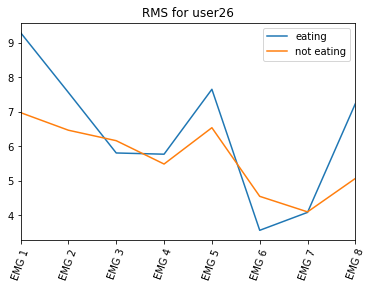 RMS for user26
eating
not eating
9
8
7
6
5
4
EMG 1
EMG 2
EMG 3
EMG 4
EMG 5
EMG 6
EMG 7
EMG 8